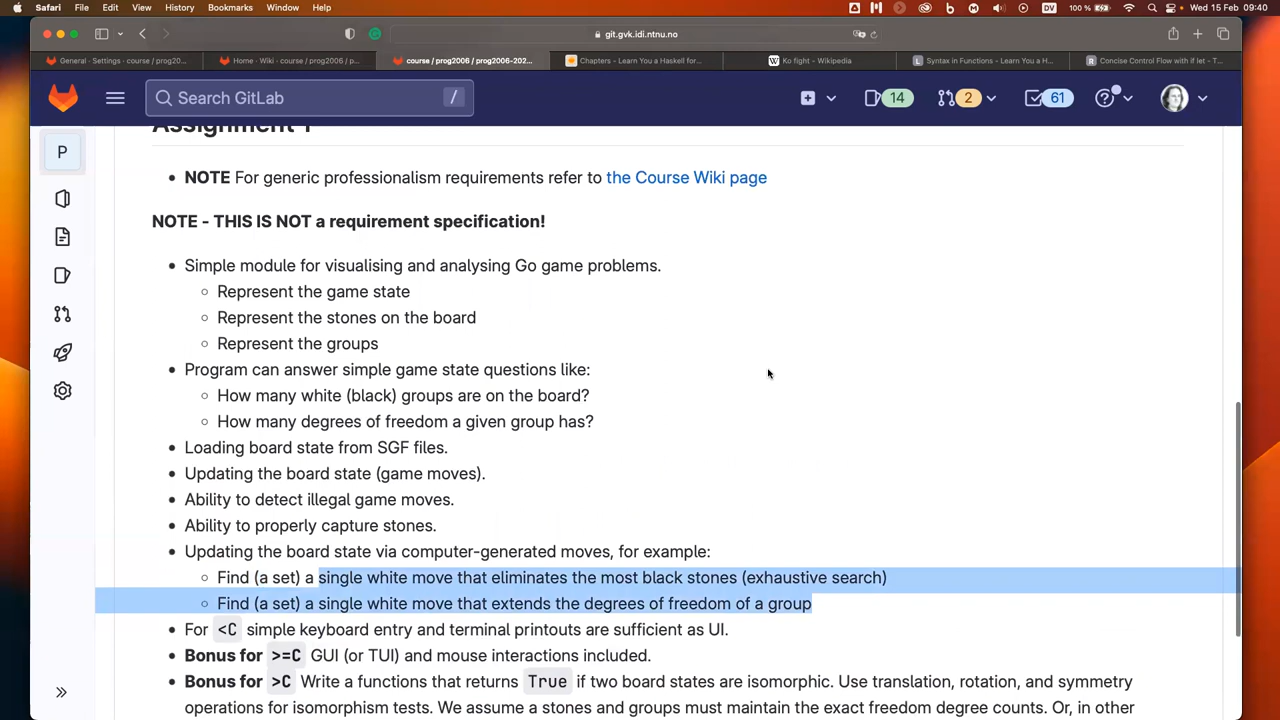 Safari File Edit View History Bookmarks Window Help DV 100 % Wed 15 Feb 09:40
git.gvk.idi.ntnu.no
General · Settings · course / prog20... Home · Wiki · course / prog2006 / p... course / prog2006 / prog2006-202... Chapters - Learn You a Haskell for... Ko fight - Wikipedia L Syntax in Functions - Learn You a H... R Concise Control Flow with if let - T...
Search GitLab / 14 2 61
Assignment 1
P
• NOTE For generic professionalism requirements refer to the Course Wiki page
NOTE - THIS IS NOT a requirement specification!
• Simple module for visualising and analysing Go game problems.
◦ Represent the game state
◦ Represent the stones on the board
◦ Represent the groups
• Program can answer simple game state questions like:
◦ How many white (black) groups are on the board?
◦ How many degrees of freedom a given group has?
• Loading board state from SGF files.
• Updating the board state (game moves).
• Ability to detect illegal game moves.
• Ability to properly capture stones.
• Updating the board state via computer-generated moves, for example:
◦ Find (a set) a single white move that eliminates the most black stones (exhaustive search)
◦ Find (a set) a single white move that extends the degrees of freedom of a group
• For <C simple keyboard entry and terminal printouts are sufficient as UI.
• Bonus for >=C GUI (or TUI) and mouse interactions included.
• Bonus for >C Write a functions that returns True if two board states are isomorphic. Use translation, rotation, and symmetry
operations for isomorphism tests. We assume a stones and groups must maintain the exact freedom degree counts. Or, in other